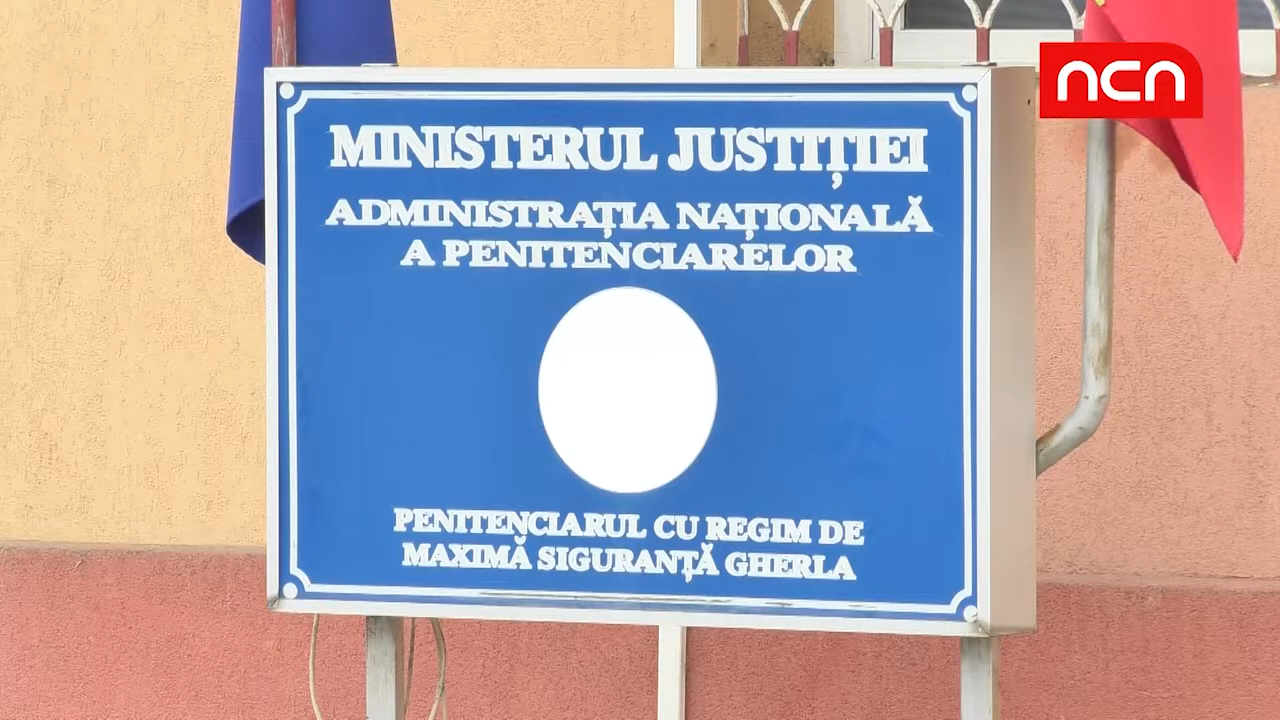 ncn
MINISTERUL JUSTIȚIEI
ADMINISTRAȚIA NAȚIONALĂ
A PENITENCIARELOR
PENITENCIARUL CU REGIM DE
MAXIMĂ SIGURANȚĂ GHERLA